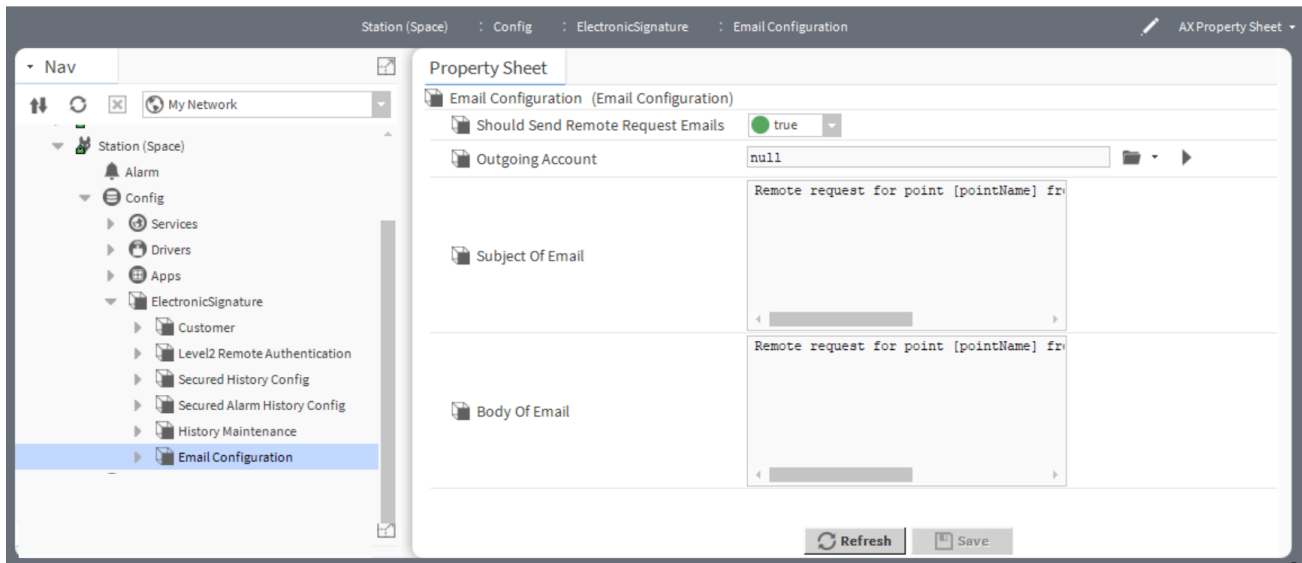 Station (Space) : Config : ElectronicSignature : Email Configuration AX Property Sheet
Nav
My Network
Station (Space)
Alarm
Config
Services
Drivers
Apps
ElectronicSignature
Customer
Level2 Remote Authentication
Secured History Config
Secured Alarm History Config
History Maintenance
Email Configuration
Property Sheet
Email Configuration (Email Configuration)
Should Send Remote Request Emails true
Outgoing Account null
Subject Of Email
Remote request for point [pointName]
Body Of Email
Remote request for point [pointName]
Refresh Save